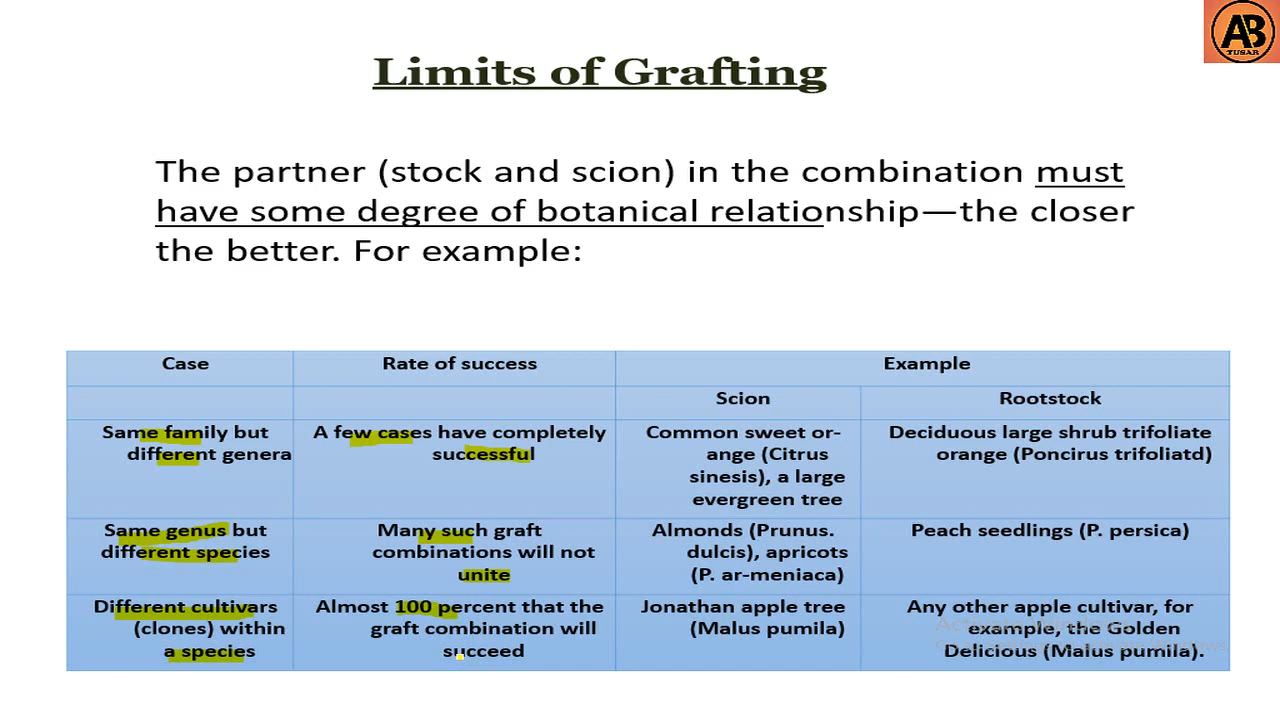 AB
TUSAR
Limits of Grafting
The partner (stock and scion) in the combination must
have some degree of botanical relationship—the closer
the better. For example:
Case
Rate of success
Example
Scion
Rootstock
Same family but
different genera
A few cases have completely
successful
Common sweet or-
ange (Citrus
sinesis), a large
evergreen tree
Deciduous large shrub trifoliate
orange (Poncirus trifoliatd)
Same genus but
different species
Many such graft
combinations will not
unite
Almonds (Prunus.
dulcis), apricots
(P. ar-meniaca)
Peach seedlings (P. persica)
Different cultivars
(clones) within
a species
Almost 100 percent that the
graft combination will
succeed
Jonathan apple tree
(Malus pumila)
Any other apple cultivar, for
example, the Golden
Delicious (Malus pumila).
Activate Windows